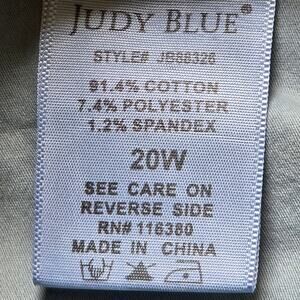 JUDY BLUE®
STYLE# JB88326
91.4% COTTON
7.4% POLYESTER
1.2% SPANDEX
20W
SEE CARE ON
REVERSE SIDE
RN# 116380
MADE IN CHINA